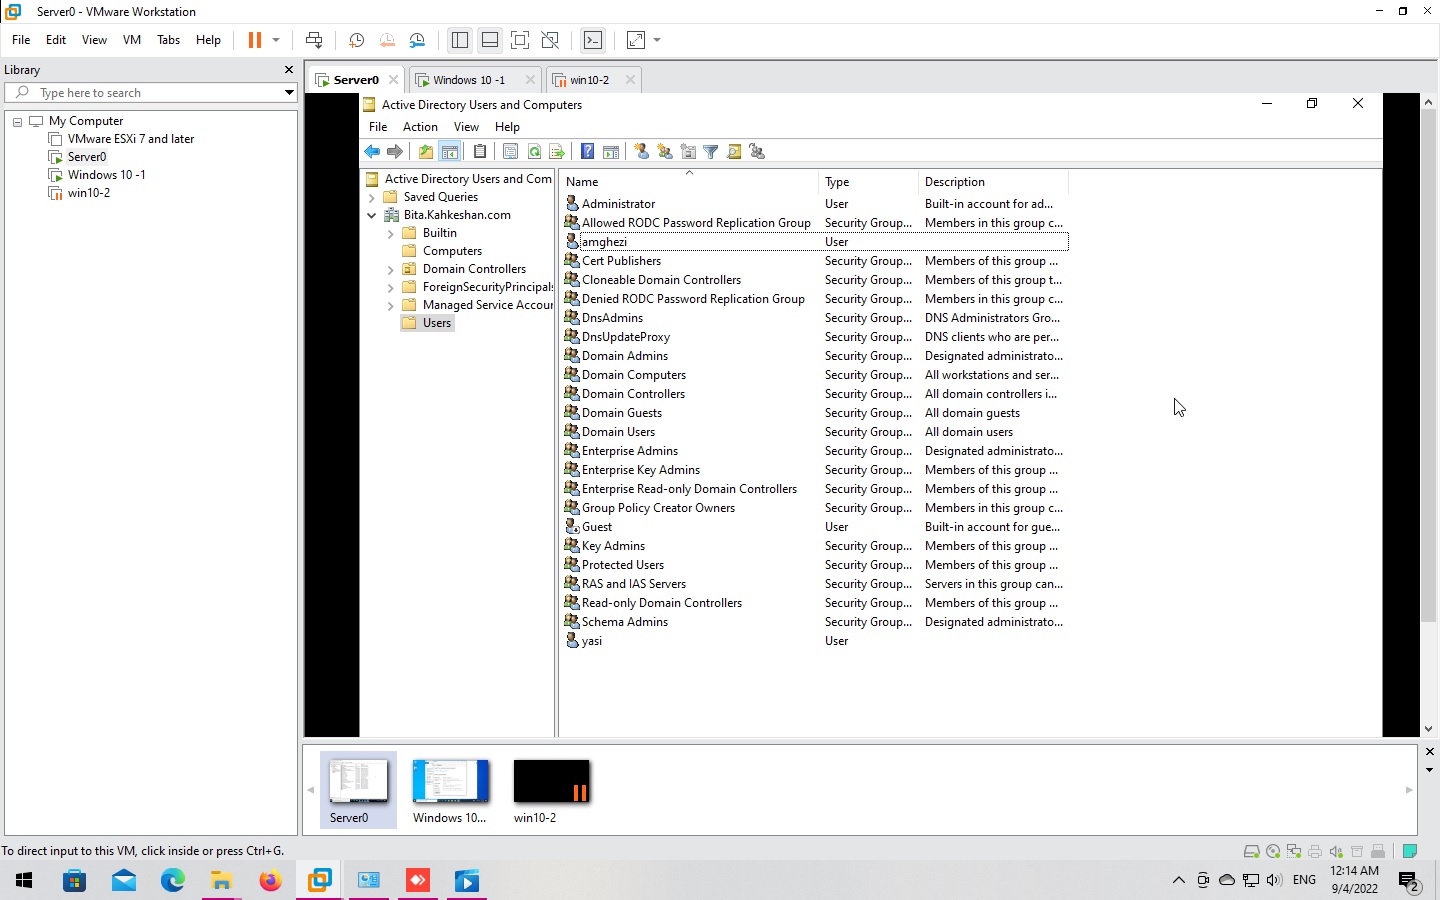 Server0 - VMware Workstation
File Edit View VM Tabs Help
Library
Type here to search
My Computer
VMware ESXi 7 and later
Server0
Windows 10 -1
win10-2
Server0 Windows 10 -1 win10-2
Active Directory Users and Computers
File Action View Help
Active Directory Users and Com
Saved Queries
Bita.Kahkeshan.com
Builtin
Computers
Domain Controllers
ForeignSecurityPrincipals
Managed Service Accour
Users
Name Type Description
Administrator User Built-in account for ad...
Allowed RODC Password Replication Group Security Group... Members in this group c...
amghezi User
Cert Publishers Security Group... Members of this group ...
Cloneable Domain Controllers Security Group... Members of this group t...
Denied RODC Password Replication Group Security Group... Members in this group c...
DnsAdmins Security Group... DNS Administrators Gro...
DnsUpdateProxy Security Group... DNS clients who are per...
Domain Admins Security Group... Designated administrato...
Domain Computers Security Group... All workstations and ser...
Domain Controllers Security Group... All domain controllers i...
Domain Guests Security Group... All domain guests
Domain Users Security Group... All domain users
Enterprise Admins Security Group... Designated administrato...
Enterprise Key Admins Security Group... Members of this group ...
Enterprise Read-only Domain Controllers Security Group... Members of this group ...
Group Policy Creator Owners Security Group... Members in this group c...
Guest User Built-in account for gue...
Key Admins Security Group... Members of this group ...
Protected Users Security Group... Members of this group ...
RAS and IAS Servers Security Group... Servers in this group can...
Read-only Domain Controllers Security Group... Members of this group ...
Schema Admins Security Group... Designated administrato...
yasi User
Server0 Windows 10... win10-2
To direct input to this VM, click inside or press Ctrl+G.
ENG 12:14 AM
9/4/2022
2